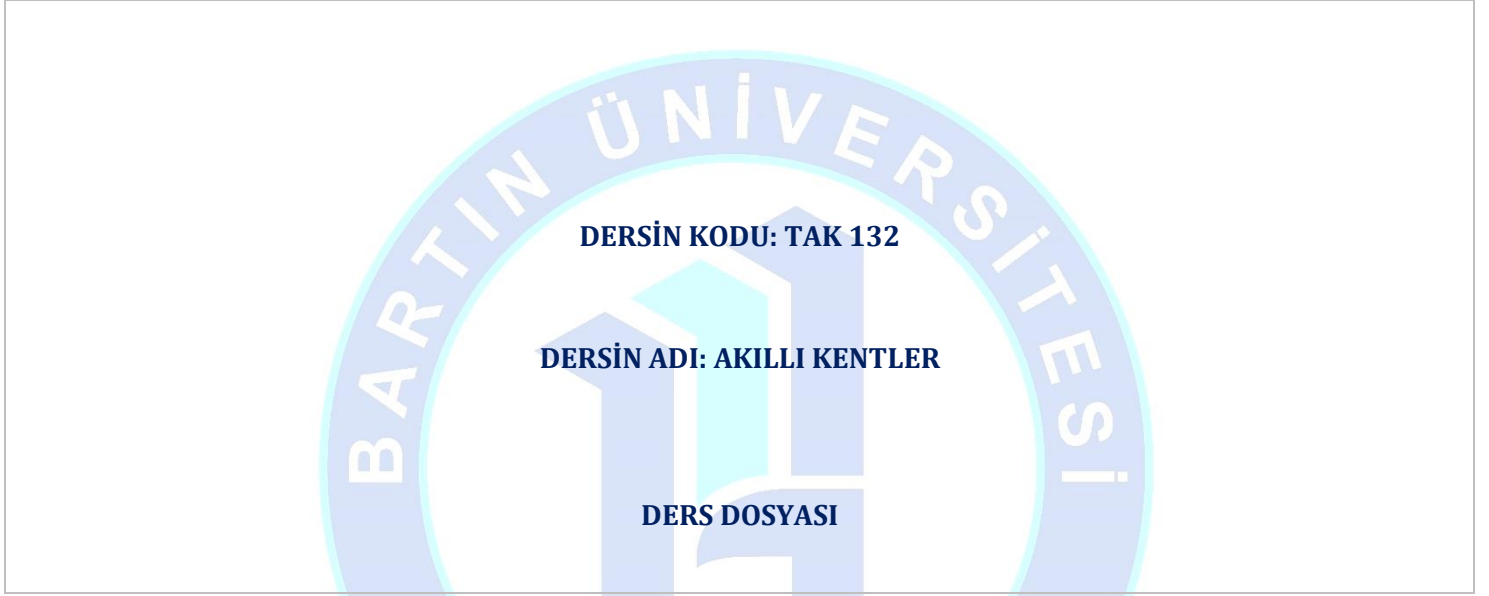 BARTIN ÜNİVERSİTESİ
DERSİN KODU: TAK 132
DERSİN ADI: AKILLI KENTLER
DERS DOSYASI